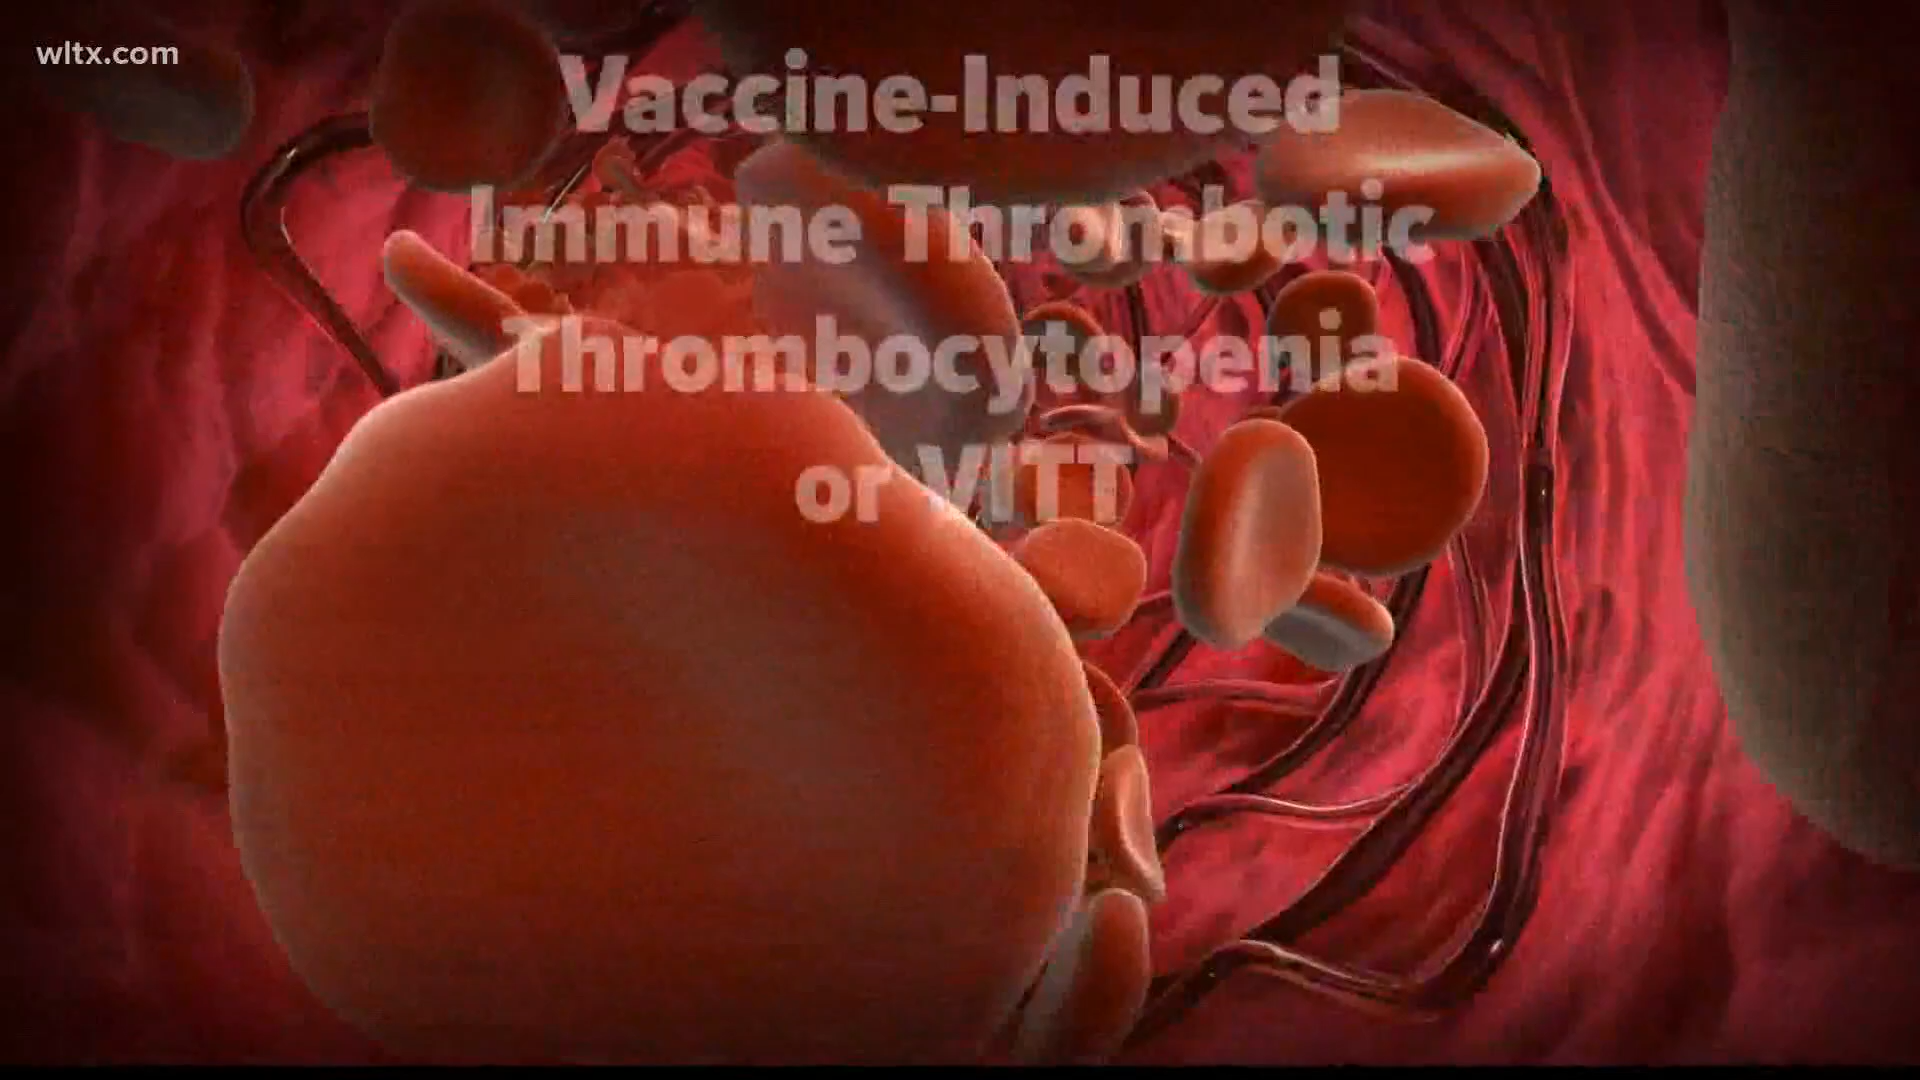 wltx.com
Vaccine-Induced
Immune Thrombotic
Thrombocytopenia
or VITT